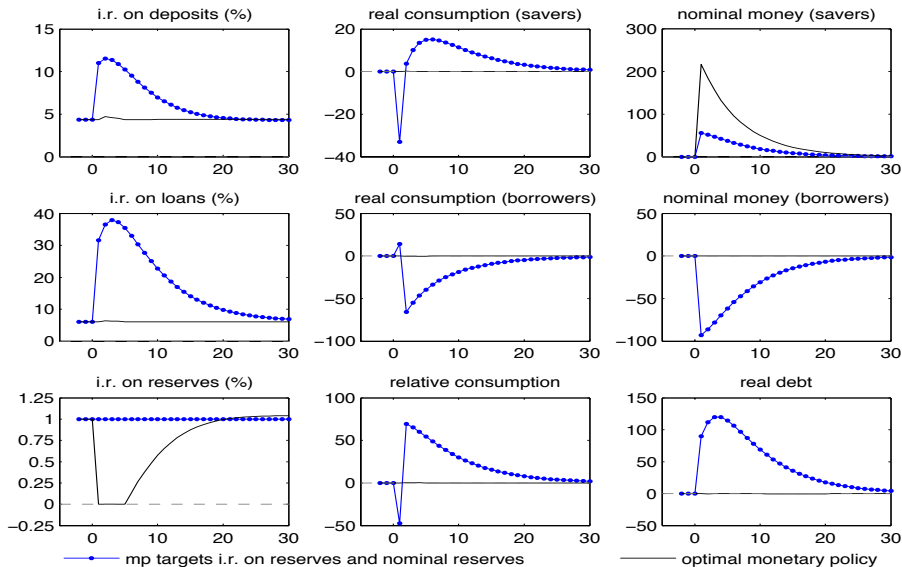 i.r. on deposits (%)
15
10
5
0
0 10 20 30
real consumption (savers)
20
0
−20
−40
0 10 20 30
nominal money (savers)
300
200
100
0
0 10 20 30
i.r. on loans (%)
40
30
20
10
0
0 10 20 30
real consumption (borrowers)
50
0
−50
−100
0 10 20 30
nominal money (borrowers)
50
0
−50
−100
0 10 20 30
i.r. on reserves (%)
1.25
1
0.75
0.5
0.25
0
−0.25
0 10 20 30
relative consumption
100
50
0
−50
0 10 20 30
real debt
150
100
50
0
−50
0 10 20 30
mp targets i.r. on reserves and nominal reserves
optimal monetary policy